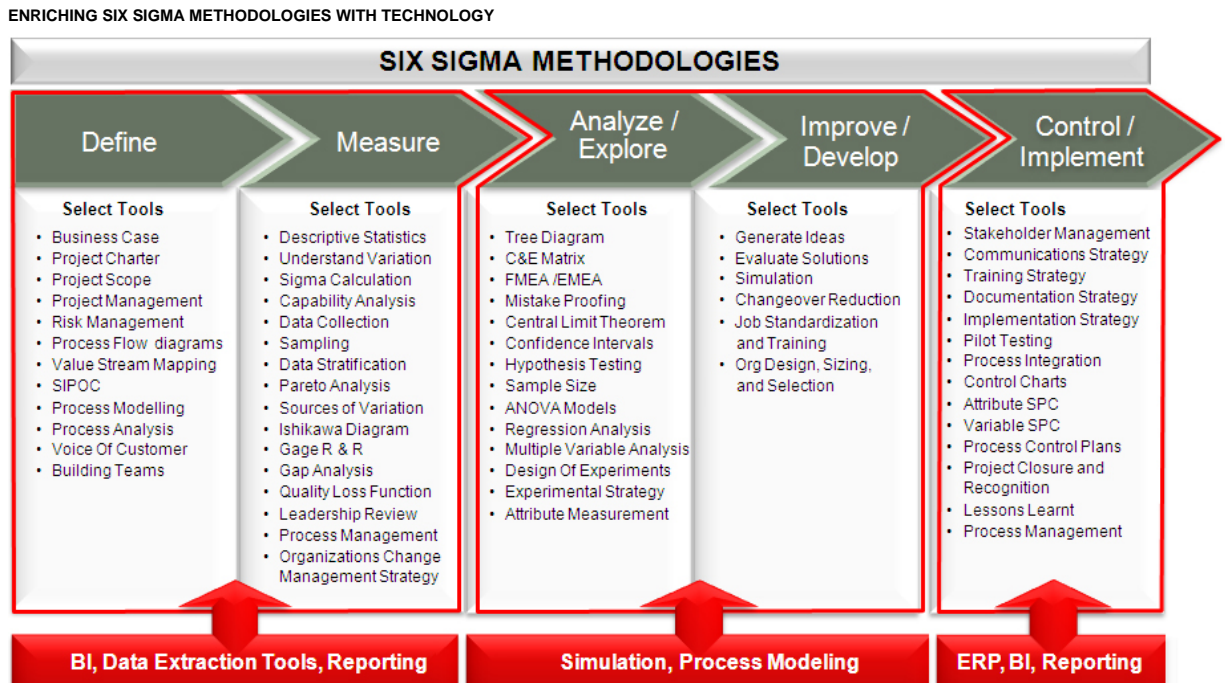 ENRICHING SIX SIGMA METHODOLOGIES WITH TECHNOLOGY
SIX SIGMA METHODOLOGIES
Define
Select Tools
• Business Case
• Project Charter
• Project Scope
• Project Management
• Risk Management
• Process Flow diagrams
• Value Stream Mapping
• SIPOC
• Process Modelling
• Process Analysis
• Voice Of Customer
• Building Teams
Measure
Select Tools
• Descriptive Statistics
• Understand Variation
• Sigma Calculation
• Capability Analysis
• Data Collection
• Sampling
• Data Stratification
• Pareto Analysis
• Sources of Variation
• Ishikawa Diagram
• Gage R & R
• Gap Analysis
• Quality Loss Function
• Leadership Review
• Process Management
• Organizations Change
Management Strategy
Analyze /
Explore
Select Tools
• Tree Diagram
• C&E Matrix
• FMEA /EMEA
• Mistake Proofing
• Central Limit Theorem
• Confidence Intervals
• Hypothesis Testing
• Sample Size
• ANOVA Models
• Regression Analysis
• Multiple Variable Analysis
• Design Of Experiments
• Experimental Strategy
• Attribute Measurement
Improve /
Develop
Select Tools
• Generate Ideas
• Evaluate Solutions
• Simulation
• Changeover Reduction
• Job Standardization
and Training
• Org Design, Sizing,
and Selection
Control /
Implement
Select Tools
• Stakeholder Management
• Communications Strategy
• Training Strategy
• Documentation Strategy
• Implementation Strategy
• Pilot Testing
• Process Integration
• Control Charts
• Attribute SPC
• Variable SPC
• Process Control Plans
• Project Closure and
Recognition
• Lessons Learnt
• Process Management
BI, Data Extraction Tools, Reporting
Simulation, Process Modeling
ERP, BI, Reporting